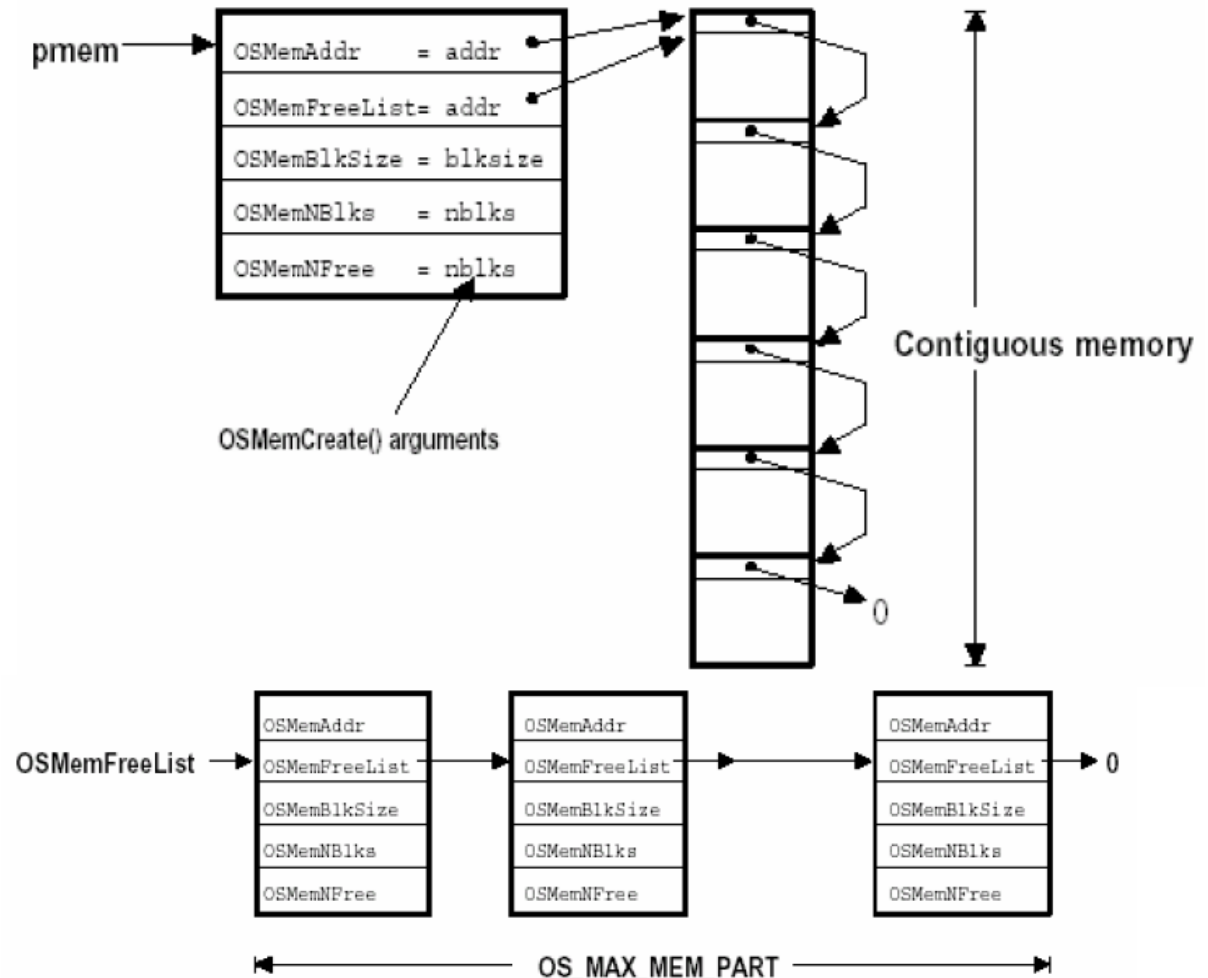 pmem
OSMemAddr = addr
OSMemFreeList= addr
OSMemBlkSize = blksize
OSMemNBlks = nblks
OSMemNFree = nblks
OSMemCreate() arguments
Contiguous memory
0
OSMemFreeList
OSMemAddr
OSMemFreeList
OSMemBlkSize
OSMemNBlks
OSMemNFree
OSMemAddr
OSMemFreeList
OSMemBlkSize
OSMemNBlks
OSMemNFree
OSMemAddr
OSMemFreeList
OSMemBlkSize
OSMemNBlks
OSMemNFree
0
OS MAX MEM PART